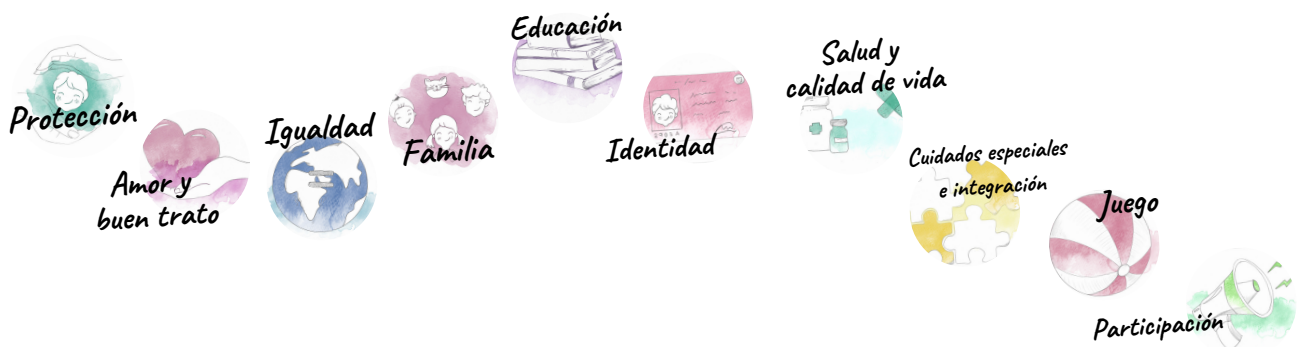 Protección
Amor y
buen trato
Igualdad
Familia
Educación
Identidad
Salud y
calidad de vida
Cuidados especiales
e integración
Juego
Participación